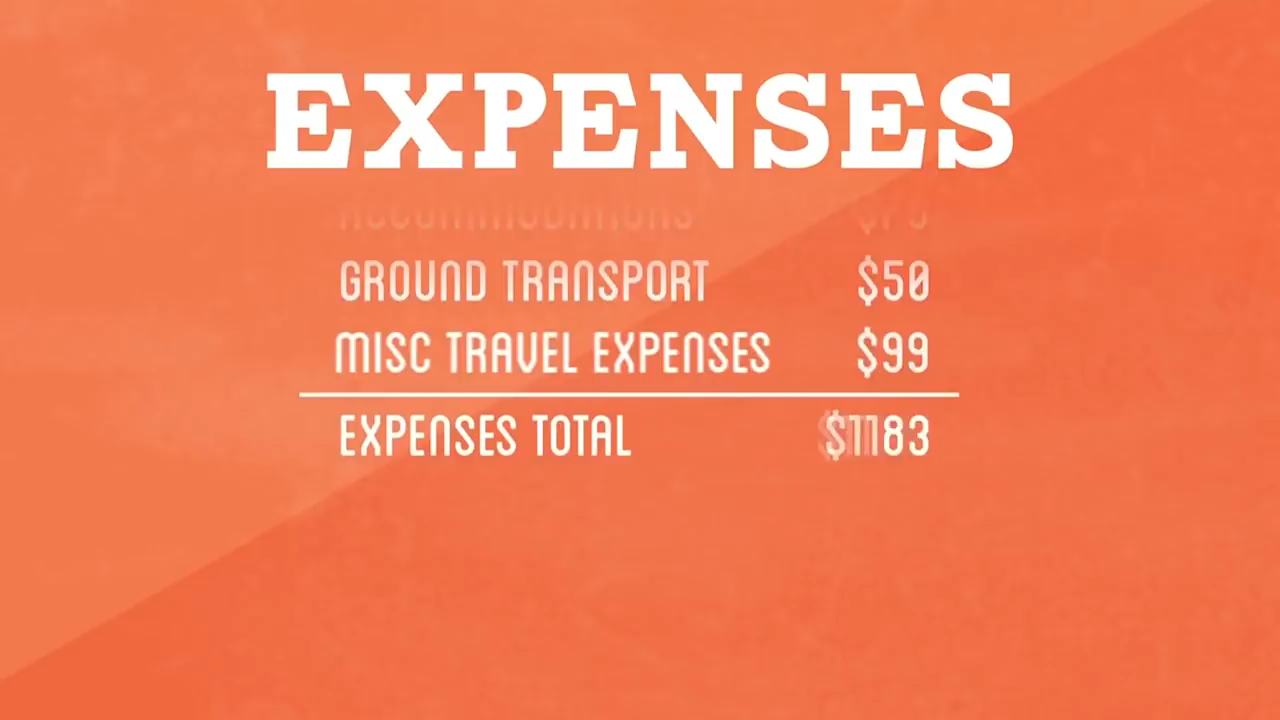 EXPENSES
GROUND TRANSPORT $50
MISC TRAVEL EXPENSES $99
EXPENSES TOTAL